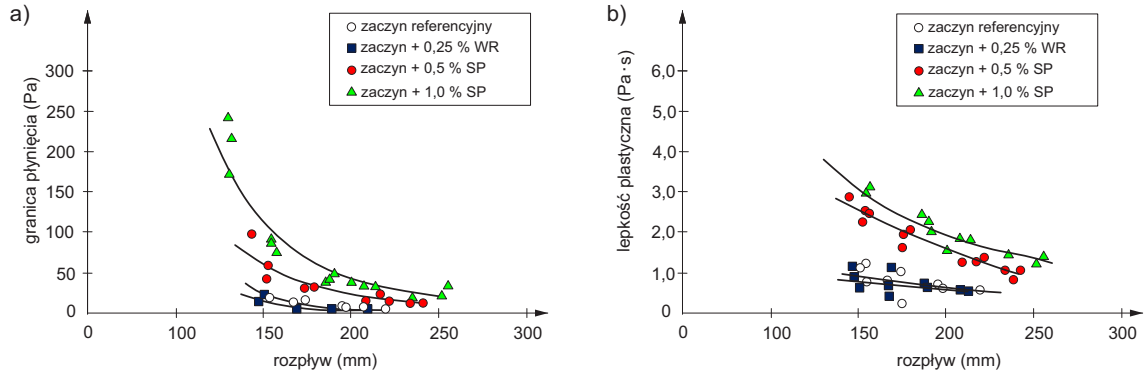 a)
granica płynięcia (Pa)
300
250
200
150
100
50
0
0
100
150
200
250
300
rozpływ (mm)
zaczyn referencyjny
zaczyn + 0,25 % WR
zaczyn + 0,5 % SP
zaczyn + 1,0 % SP
b)
lepkość plastyczna (Pa·s)
6,0
5,0
4,0
3,0
2,0
1,0
0
0
100
150
200
250
300
rozpływ (mm)
zaczyn referencyjny
zaczyn + 0,25 % WR
zaczyn + 0,5 % SP
zaczyn + 1,0 % SP